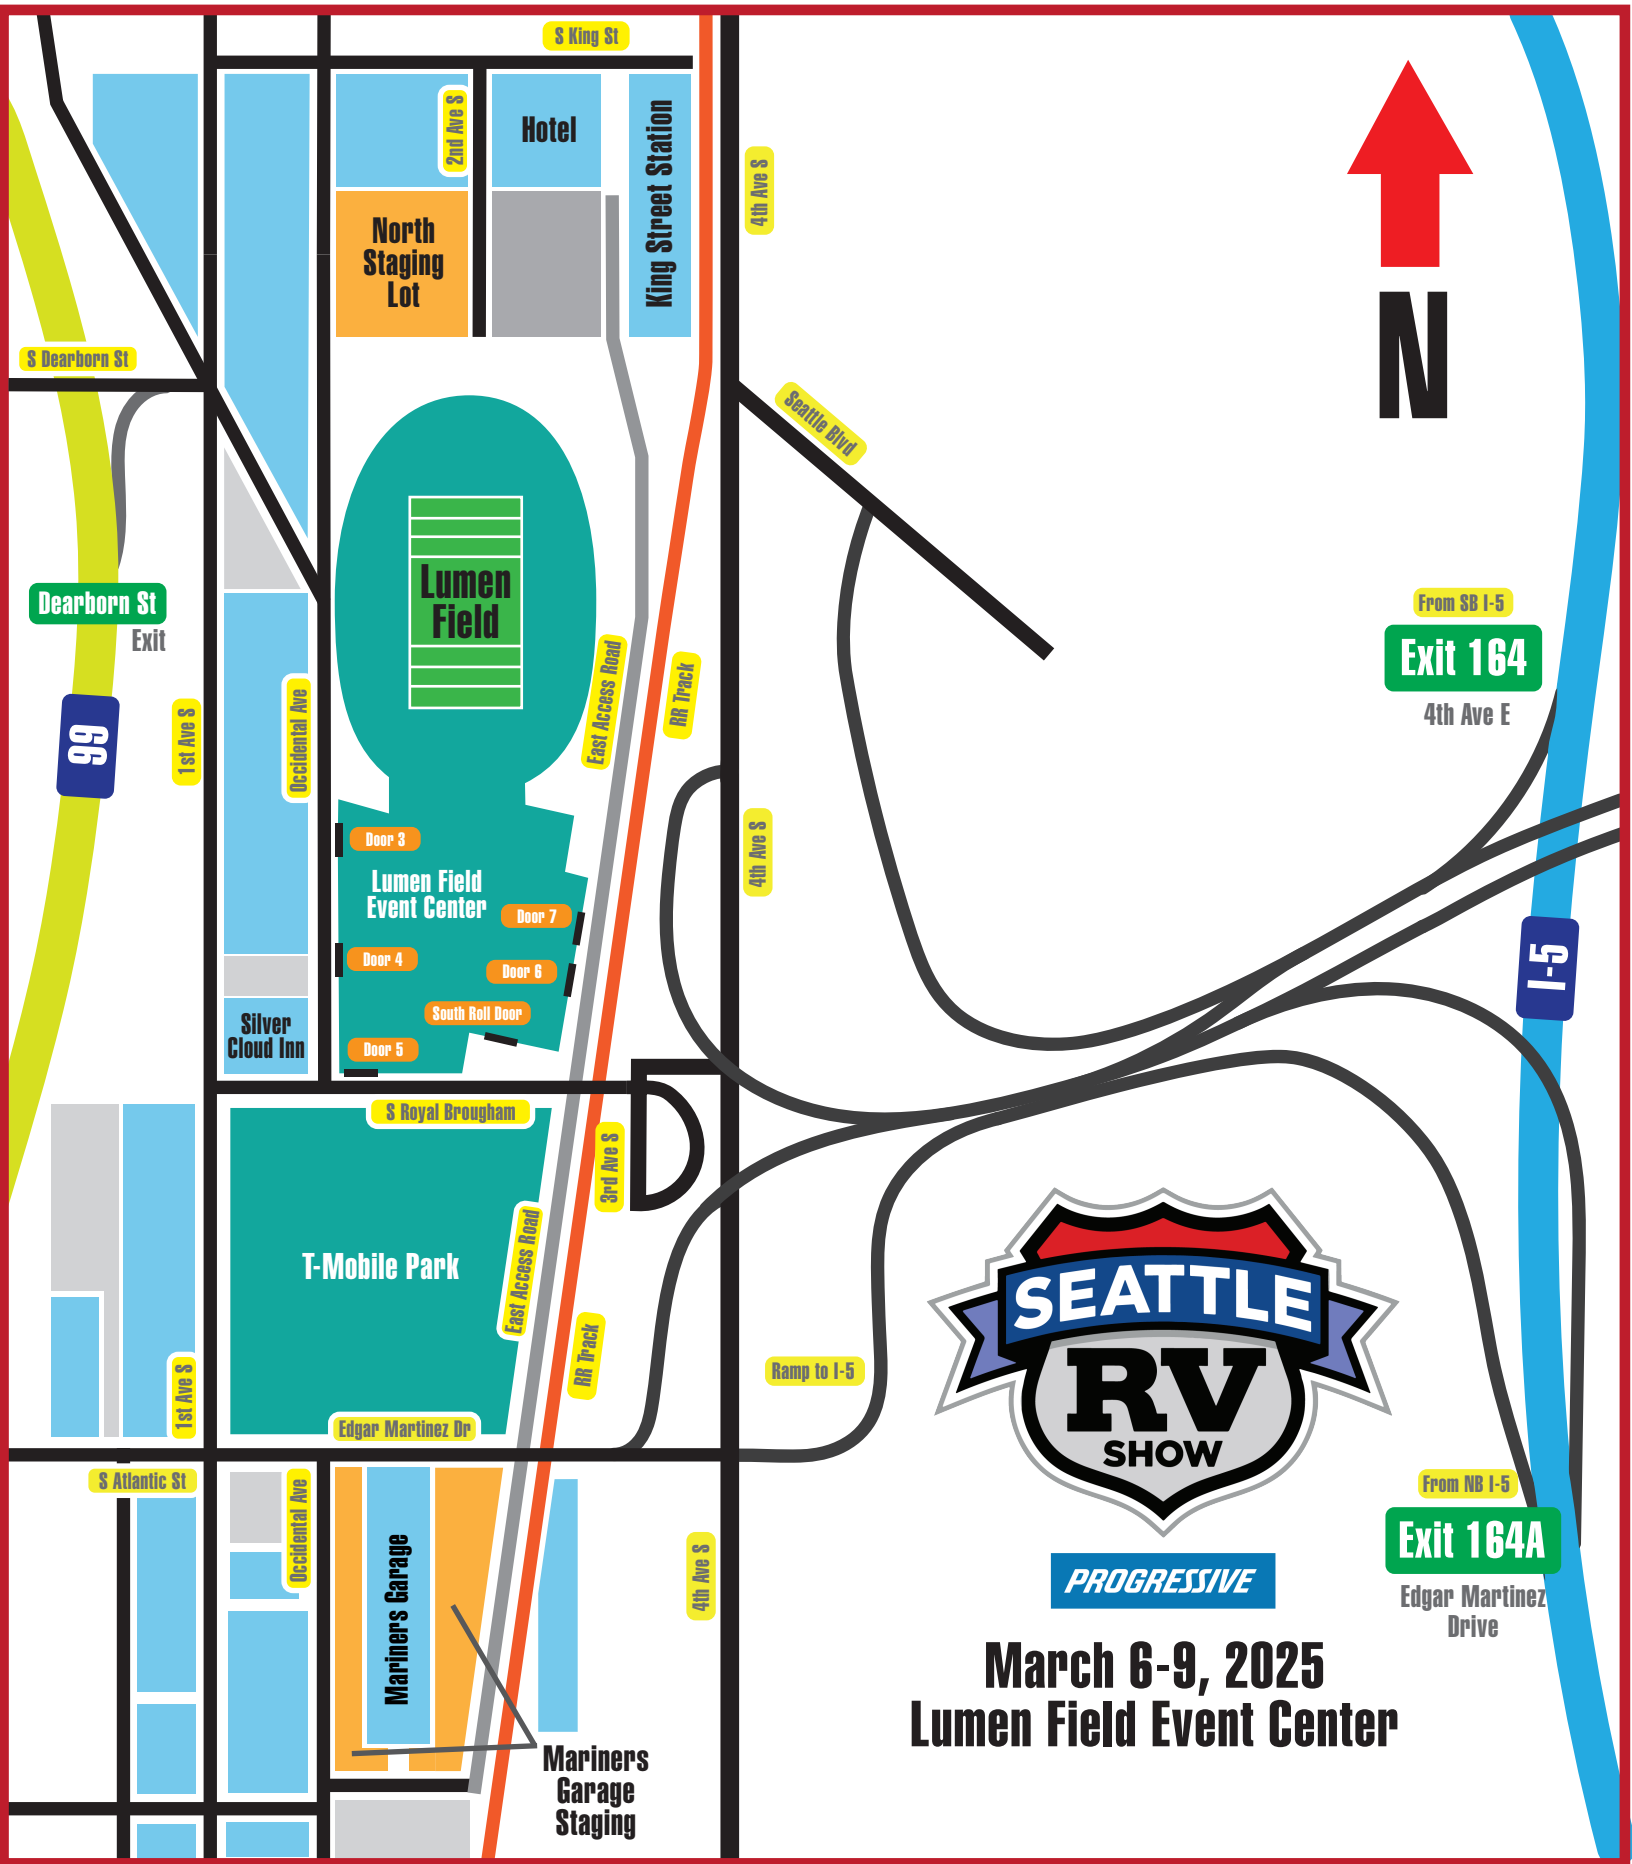 S King St
2nd Ave S
Hotel
King Street Station
4th Ave S
North
Staging
Lot
N
S Dearborn St
Seattle Blvd
Lumen
Field
Dearborn St
Exit
From SB I-5
Exit 164
4th Ave E
99
1st Ave S
Occidental Ave
East Access Road
RR Track
4th Ave S
Door 3
Lumen Field
Event Center
Door 7
Door 4
Door 6
South Roll Door
Door 5
I-5
Silver
Cloud Inn
S Royal Brougham
3rd Ave S
T-Mobile Park
East Access Road
RR Track
Ramp to I-5
1st Ave S
Edgar Martinez Dr
SEATTLE
RV
SHOW
S Atlantic St
Occidental Ave
Mariners Garage
4th Ave S
From NB I-5
Exit 164A
Edgar Martinez
Drive
PROGRESSIVE
March 6-9, 2025
Lumen Field Event Center
Mariners
Garage
Staging